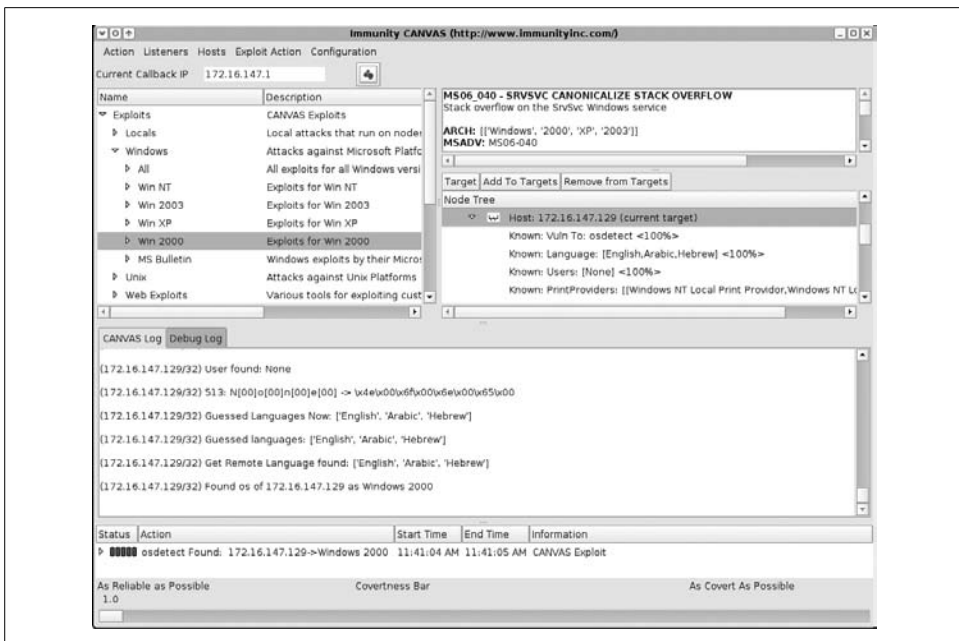 Immunity CANVAS (http://www.immunityinc.com/)
Action Listeners Hosts Exploit Action Configuration
Current Callback IP 172.16.147.1
Name Description
Exploits CANVAS Exploits
Locals Local attacks that run on nodes
Windows Attacks against Microsoft Platfc
All All exploits for all Windows versi
Win NT Exploits for Win NT
Win 2003 Exploits for Win 2003
Win XP Exploits for Win XP
Win 2000 Exploits for Win 2000
MS Bulletin Windows exploits by their Micros
Unix Attacks against Unix Platforms
Web Exploits Various tools for exploiting cust
MS06_040 - SRVSVC CANONICALIZE STACK OVERFLOW
Stack overflow on the SrvSvc Windows service
ARCH: [['Windows', '2000', 'XP', '2003']]
MSADV: MS06-040
Target Add To Targets Remove from Targets
Node Tree
Host: 172.16.147.129 (current target)
Known: Vuln To: osdetect <100%>
Known: Language: [English,Arabic,Hebrew] <100%>
Known: Users: [None] <100%>
Known: PrintProviders: [[Windows NT Local Print Providor,Windows NT Lo
CANVAS Log Debug Log
(172.16.147.129/32) User found: None
(172.16.147.129/32) 513: N[00]o[00]n[00]e[00] -> \x4e\x00\x6f\x00\x6e\x00\x65\x00
(172.16.147.129/32) Guessed Languages Now: ['English', 'Arabic', 'Hebrew']
(172.16.147.129/32) Guessed languages: ['English', 'Arabic', 'Hebrew']
(172.16.147.129/32) Get Remote Language found: ['English', 'Arabic', 'Hebrew']
(172.16.147.129/32) Found os of 172.16.147.129 as Windows 2000
Status Action Start Time End Time Information
osdetect Found: 172.16.147.129->Windows 2000 11:41:04 AM 11:41:05 AM CANVAS Exploit
As Reliable as Possible Covertness Bar As Covert As Possible
1.0